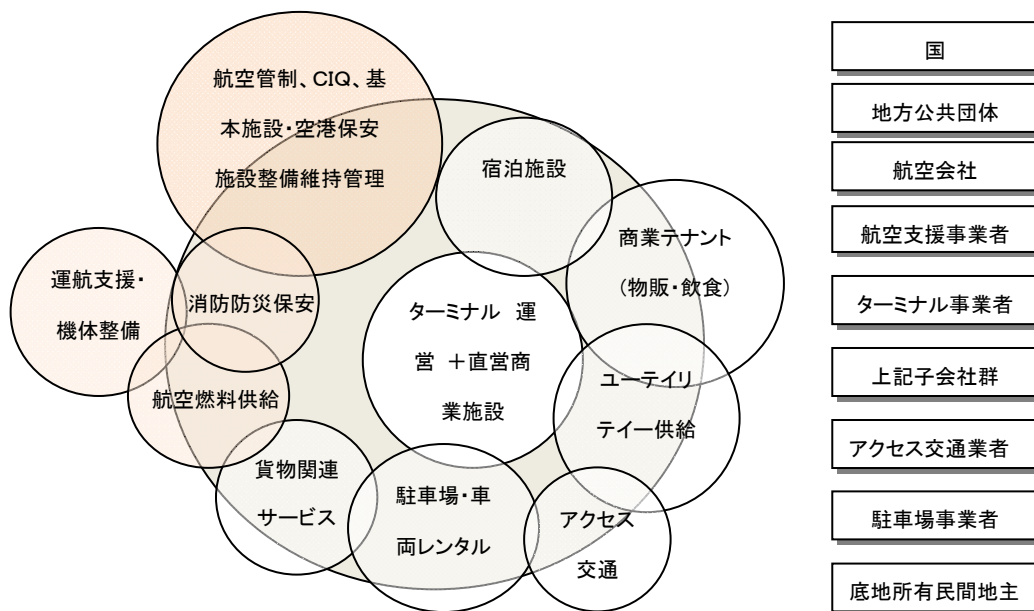 航空管制、CIQ、基
本施設・空港保安
施設整備維持管理
宿泊施設
商業テナント
（物販・飲食）
運航支援・
機体整備
消防防災保安
ターミナル 運
営 ＋直営商
業施設
航空燃料供給
ユーテイリ
テイー供給
貨物関連
サービス
駐車場・車
両レンタル
アクセス
交通
国
地方公共団体
航空会社
航空支援事業者
ターミナル事業者
上記子会社群
アクセス交通業者
駐車場事業者
底地所有民間地主